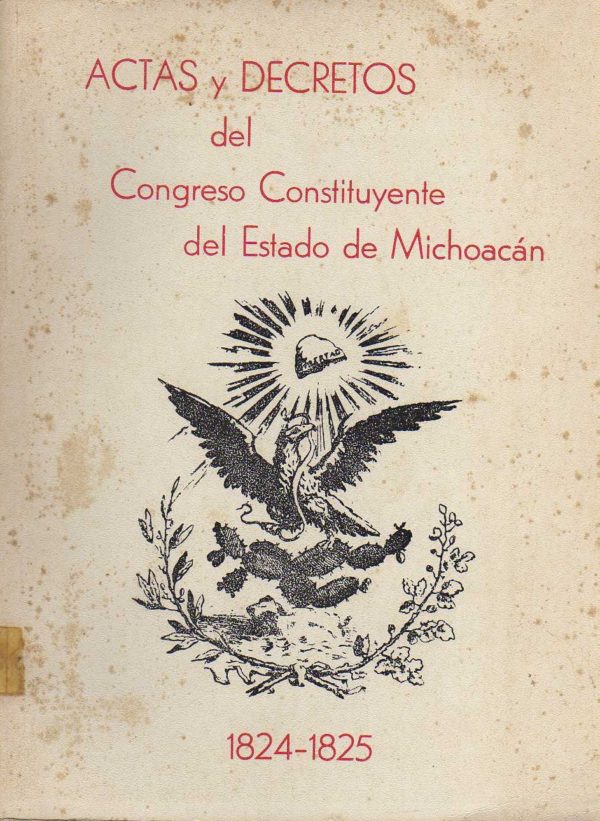 ACTAS y DECRETOS
del
Congreso Constituyente
del Estado de Michoacán
LIBERTAD
1824-1825